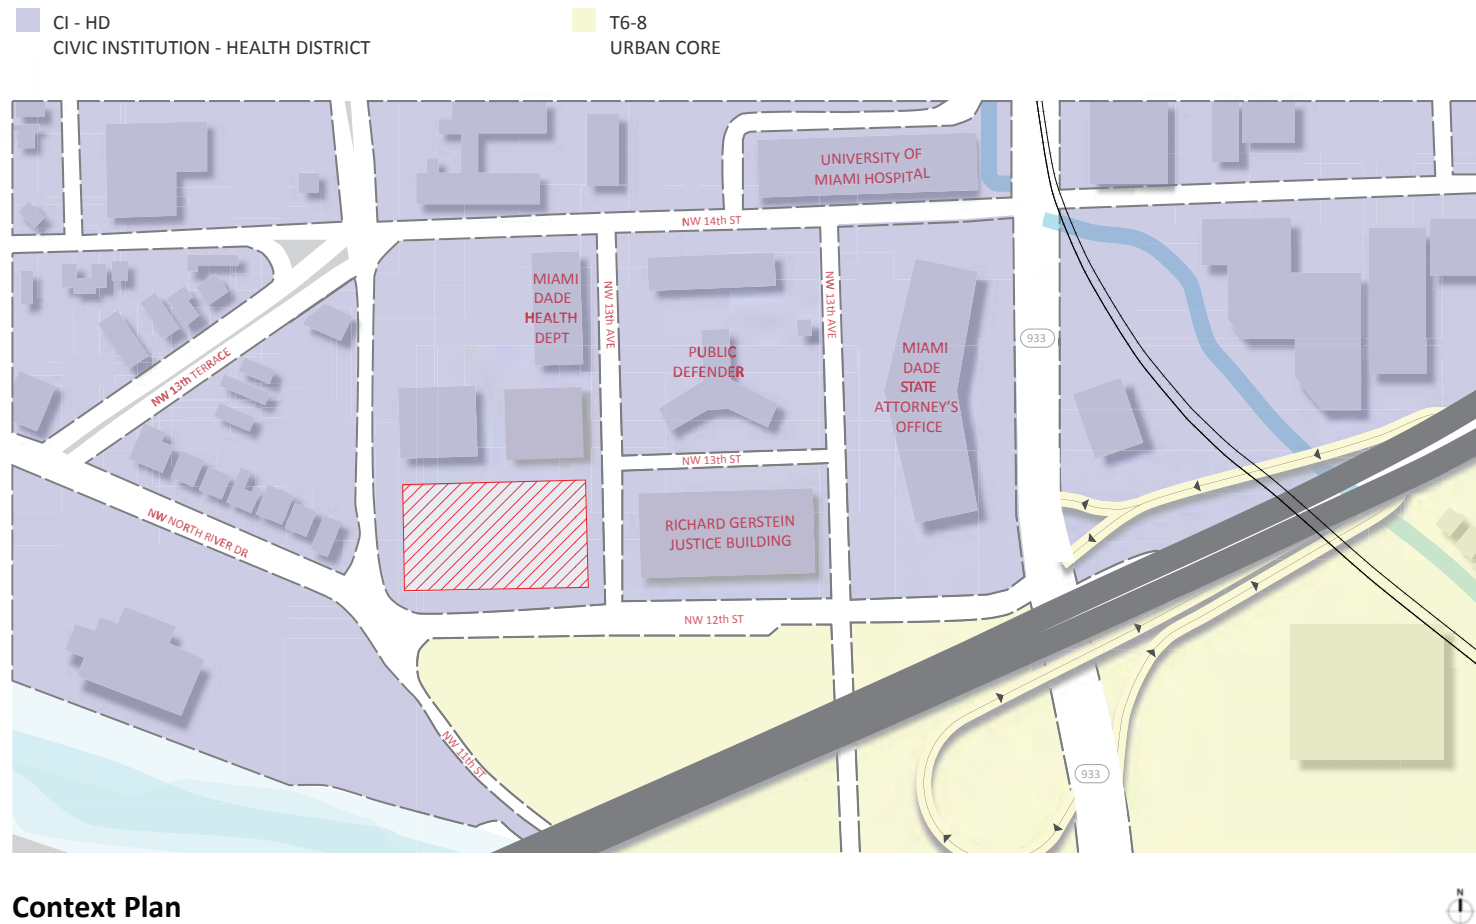 CI - HD
CIVIC INSTITUTION - HEALTH DISTRICT
T6-8
URBAN CORE
UNIVERSITY OF
MIAMI HOSPITAL
NW 14th ST
MIAMI
DADE
HEALTH
DEPT
NW 13th AVE
NW 13th AVE
933
PUBLIC
DEFENDER
MIAMI
DADE
STATE
ATTORNEY'S
OFFICE
NW 13th TERRACE
NW 13th ST
NW NORTH RIVER DR
RICHARD GERSTEIN
JUSTICE BUILDING
NW 12th ST
NW 11th ST
933
Context Plan
N